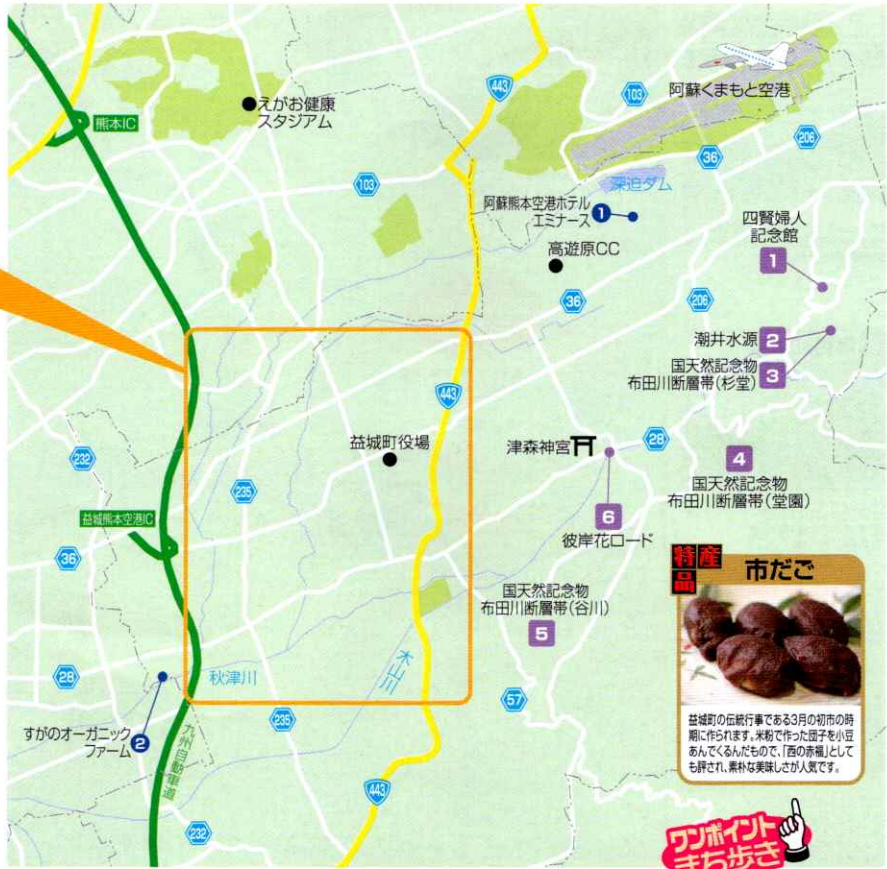 熊本IC
えがお健康
スタジアム
443
103
阿蘇くまもと空港
206
36
深迫ダム
103
阿蘇熊本空港ホテル
エミナース
1
高遊原CC
四賢婦人
記念館
1
36
206
潮井水源
2
国天然記念物
布田川断層帯(杉堂)
3
443
益城町役場
津森神宮
28
4
国天然記念物
布田川断層帯(堂園)
232
235
益城熊本空港IC
36
6
彼岸花ロード
国天然記念物
布田川断層帯(谷川)
5
特産品
市だご
益城町の伝統行事である3月の初市の時
期に作られます。米粉で作った団子を小豆
あんでくるんだもので、「西の赤福」として
も評され、素朴な美味しさが人気です。
木山川
秋津川
28
57
235
すがのオーガニック
ファーム
2
九州自動車道
443
232
ワンポイント
まち歩き